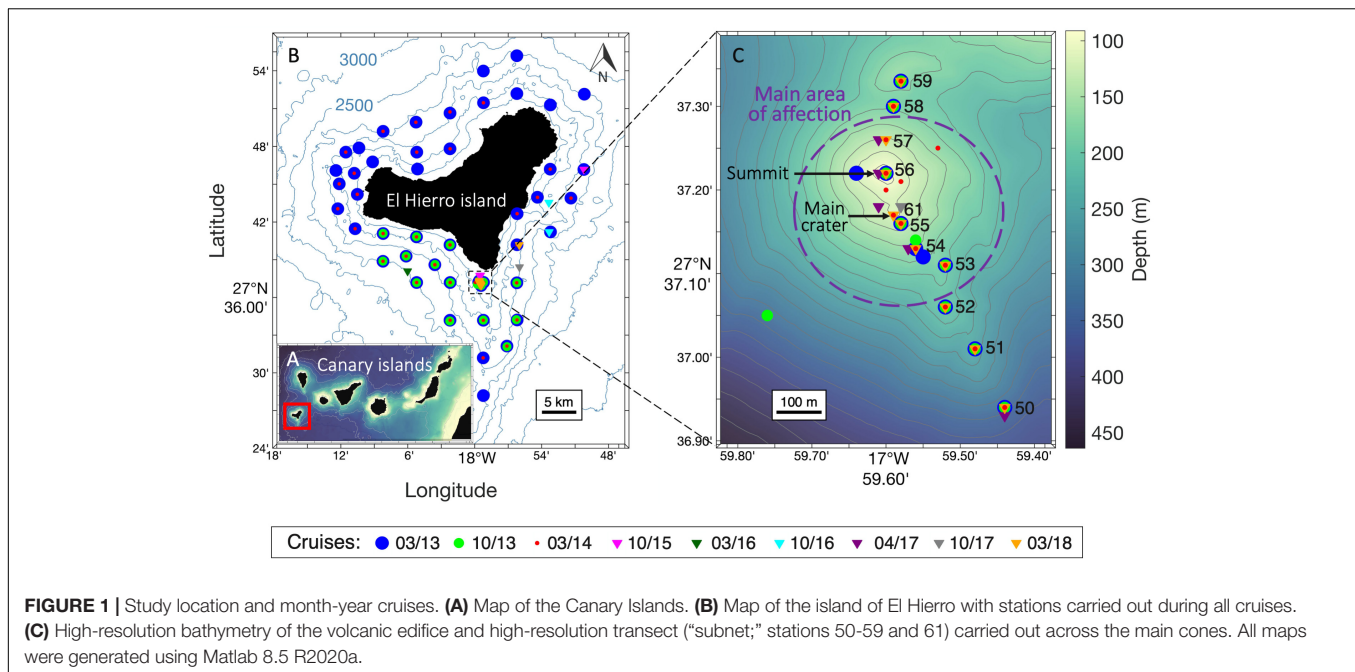 B
3000
2500
N
54'
48'
42'
27°N
36.00'
30'
24'
Latitude
El Hierro island
A
Canary islands
5 km
18'
12'
6'
18°W
54'
48'
Longitude
C
37.30'
37.20'
27°N
37.10'
37.00'
36.90'
Main area
of affection
Summit
Main
crater
59
58
57
56
61
55
54
53
52
51
50
100 m
59.80'
59.70'
17°W
59.60'
59.50'
59.40'
100
150
200
250
300
350
400
450
Depth (m)
Cruises: 03/13 10/13 03/14 10/15 03/16 10/16 04/17 10/17 03/18
FIGURE 1 | Study location and month-year cruises. (A) Map of the Canary Islands. (B) Map of the island of El Hierro with stations carried out during all cruises.
(C) High-resolution bathymetry of the volcanic edifice and high-resolution transect (“subnet;” stations 50-59 and 61) carried out across the main cones. All maps
were generated using Matlab 8.5 R2020a.